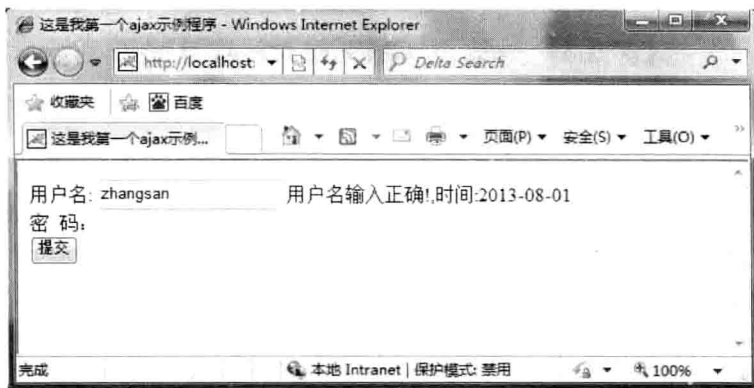 这是我第一个ajax示例程序 - Windows Internet Explorer
http://localhost:
Delta Search
收藏夹
百度
这是我第一个ajax示例...
页面(P)
安全(S)
工具(O)
用户名: zhangsan 用户名输入正确!,时间:2013-08-01
密 码:
提交
完成
本地 Intranet | 保护模式: 禁用
100%